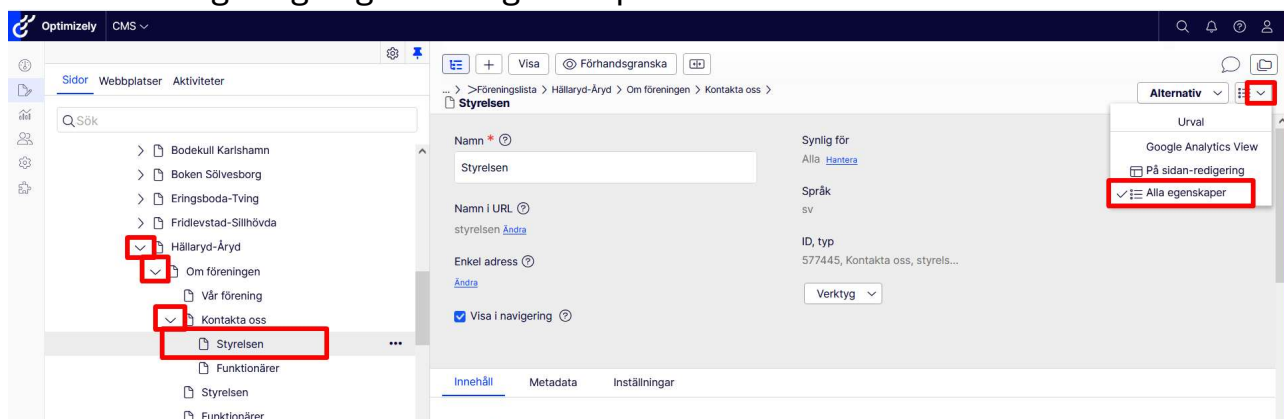 Optimizely CMS
Sidor Webbplatser Aktiviteter
Sök
Bodekull Karlshamn
Boken Sölvesborg
Eringsboda-Tving
Fridlevstad-Sillhövda
Hällaryd-Åryd
Om föreningen
Vår förening
Kontakta oss
Styrelsen
Funktionärer
Styrelsen
Funktionärer
Visa Förhandsgranska
... > >Föreningslista > Hällaryd-Åryd > Om föreningen > Kontakta oss >
Styrelsen
Alternativ
Urval
Google Analytics View
På sidan-redigering
Alla egenskaper
Namn *
Styrelsen
Namn i URL
styrelsen Ändra
Enkel adress
Ändra
Visa i navigering
Synlig för
Alla Hantera
Språk
sv
ID, typ
577445, Kontakta oss, styrels...
Verktyg
Innehåll Metadata Inställningar